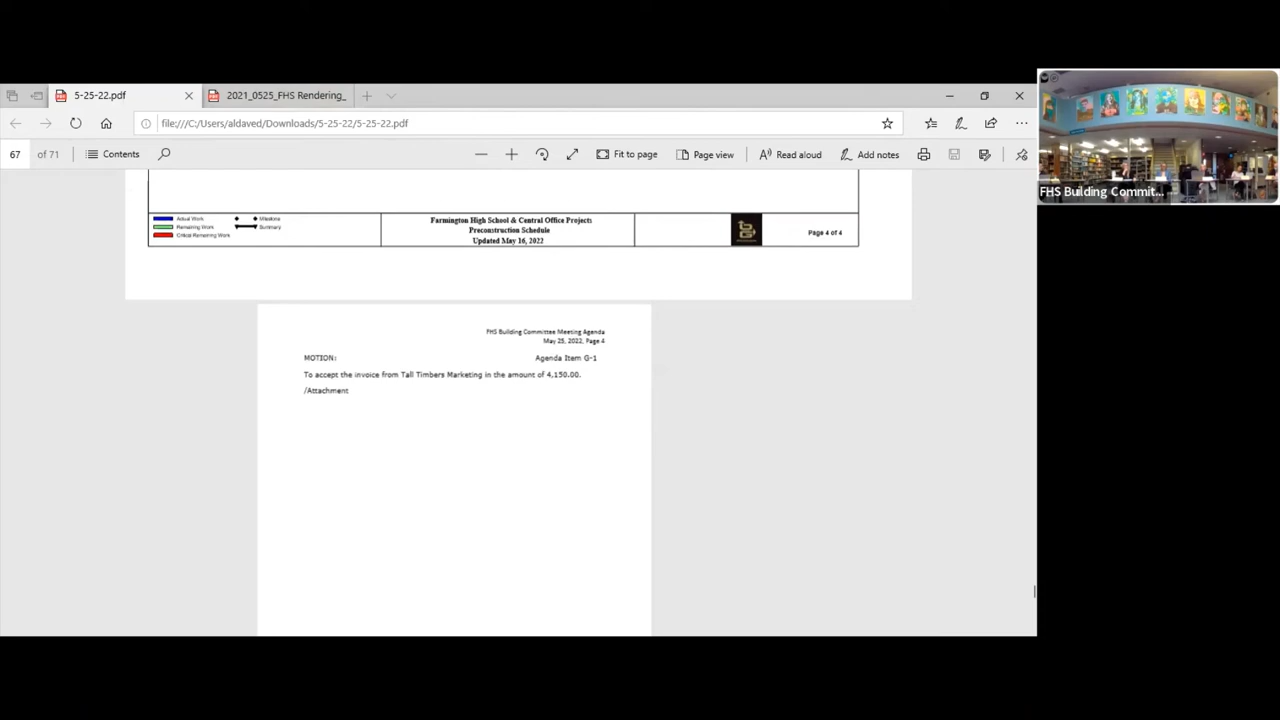 5-25-22.pdf
2021_0525_FHS Rendering_
file:///C:/Users/aldaved/Downloads/5-25-22/5-25-22.pdf
67 of 71
Contents
Fit to page
Page view
Read aloud
Add notes
FHS Building Committ...
Actual Work
Remaining Work
Critical Remaining Work
Milestone
Summary
Farmington High School & Central Office Projects
Preconstruction Schedule
Updated May 16, 2022
Page 4 of 4
FHS Building Committee Meeting Agenda
May 25, 2022, Page 4
MOTION: Agenda Item G-1
To accept the invoice from Tall Timbers Marketing in the amount of 4,150.00.
/Attachment